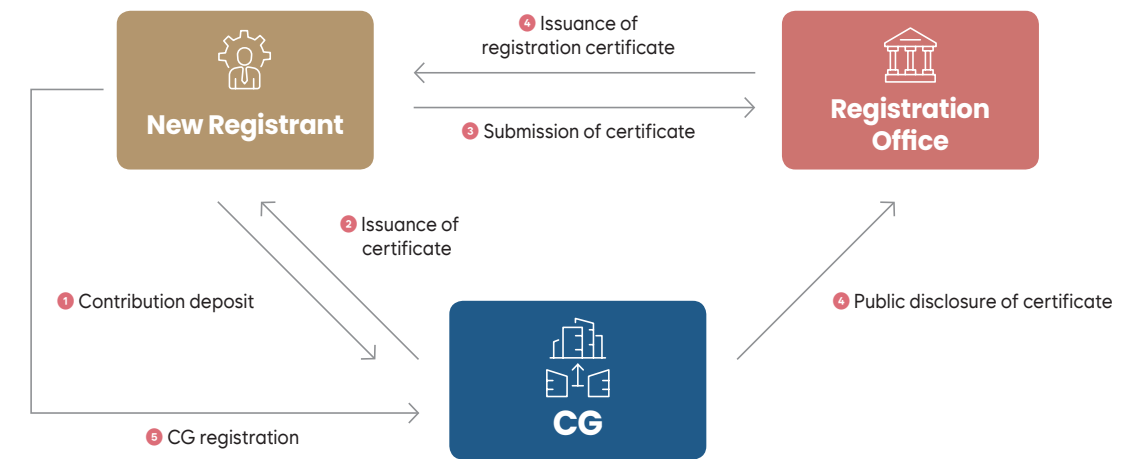 4 Issuance of
registration certificate
New Registrant
Registration
Office
3 Submission of certificate
2 Issuance of
certificate
1 Contribution deposit
4 Public disclosure of certificate
CG
5 CG registration